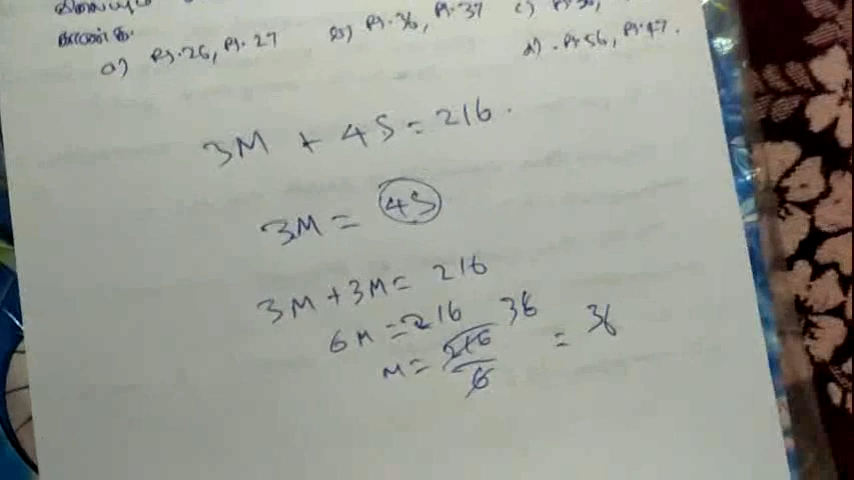 விலையும்
காண்க.
a) Rs.26, Rs.27 b) Rs.36, Rs.37 c)
d) . Rs.56, Rs.47.
3M + 4S = 216.
3M = 4S
3M + 3M = 216
6M = 216 36
M = 216/6 = 36